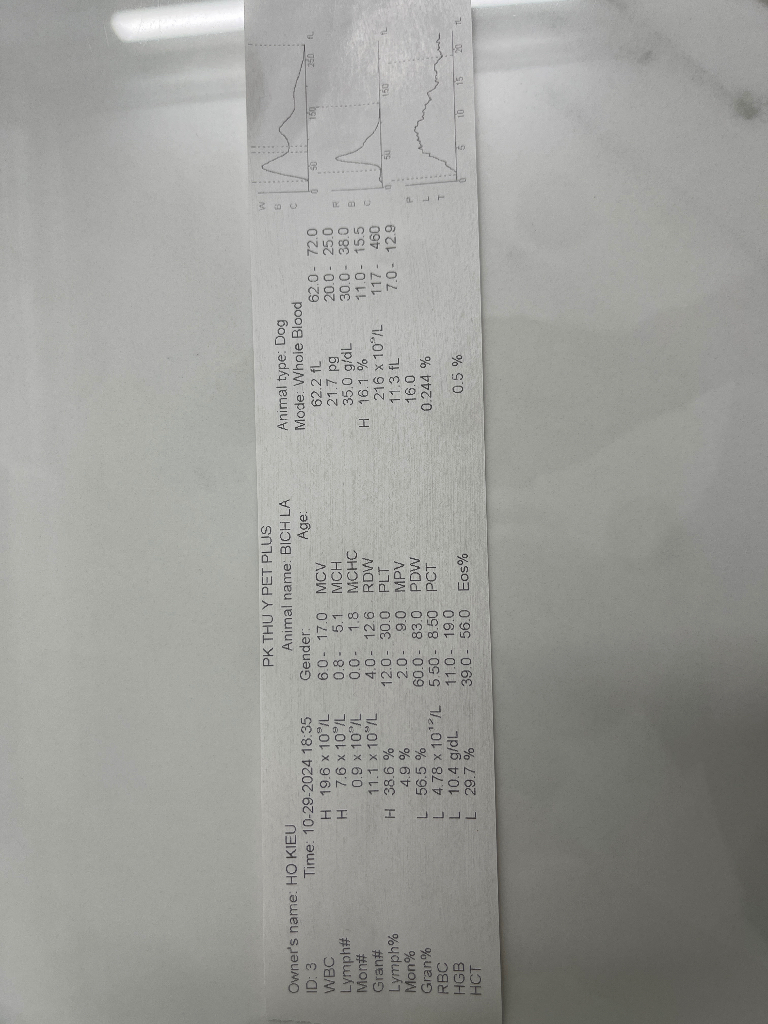 PK THU Y PET PLUS
Owner's name: HO KIEU Animal name: BICH LA Animal type: Dog
ID: 3 Time: 10-29-2024 18:35 Gender: Age: Mode: Whole Blood
WBC H 19.6 x 10^9/L 6.0 - 17.0 MCV 62.2 fL 62.0 - 72.0
Lymph# H 7.6 x 10^9/L 0.8 - 5.1 MCH 21.7 pg 20.0 - 25.0
Mon# 0.9 x 10^9/L 0.0 - 1.8 MCHC 35.0 g/dL 30.0 - 38.0
Gran# 11.1 x 10^9/L 4.0 - 12.6 RDW H 16.1 % 11.0 - 15.5
Lymph% H 38.6 % 12.0 - 30.0 PLT 216 x 10^9/L 117 - 460
Mon% 4.9 % 2.0 - 9.0 MPV 11.3 fL 7.0 - 12.9
Gran% L 56.5 % 60.0 - 83.0 PDW 16.0
RBC L 4.78 x 10^12/L 5.50 - 8.50 PCT 0.244 %
HGB L 10.4 g/dL 11.0 - 19.0
HCT L 29.7 % 39.0 - 56.0 Eos% 0.5 %
WBC
0 50 150 250 fL
RBC
0 50 150 fL
PLT
0 5 10 15 20 fL